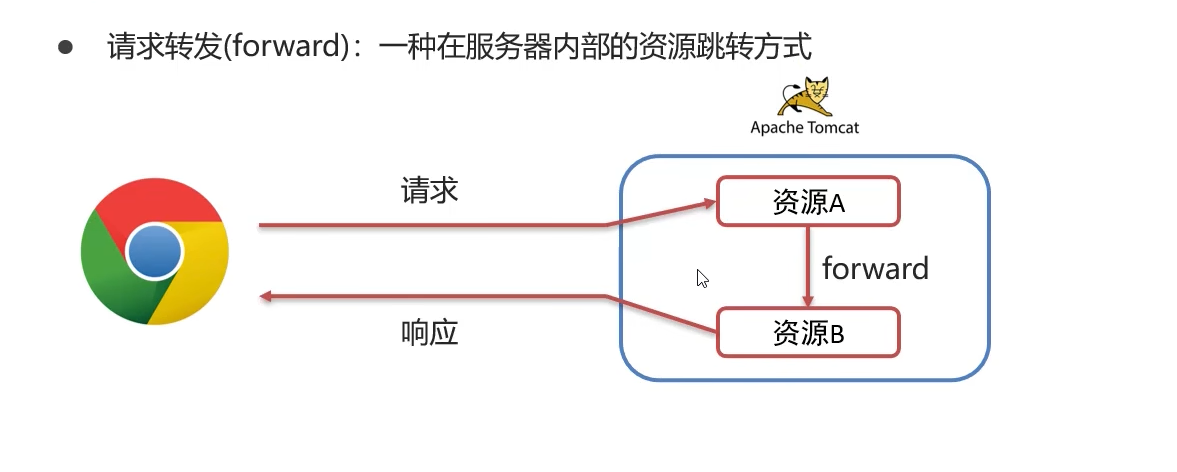 ● 请求转发(forward)：一种在服务器内部的资源跳转方式
Apache Tomcat
请求
资源A
forward
响应
资源B